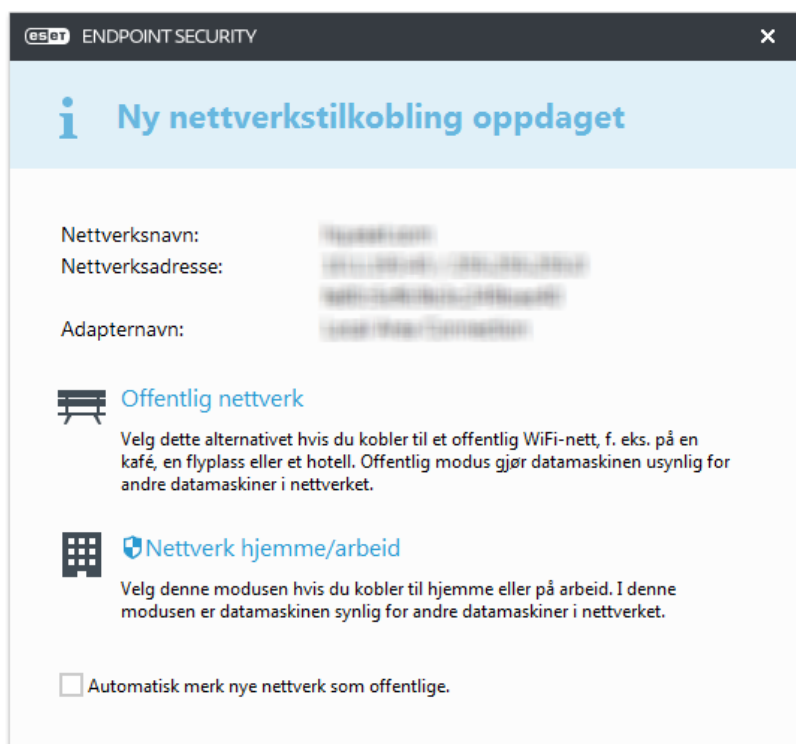 eset ENDPOINT SECURITY
Ny nettverkstilkobling oppdaget
Nettverksnavn:
Nettverksadresse:
Adapternavn:
Offentlig nettverk
Velg dette alternativet hvis du kobler til et offentlig WiFi-nett, f. eks. på en
kafé, en flyplass eller et hotell. Offentlig modus gjør datamaskinen usynlig for
andre datamaskiner i nettverket.
Nettverk hjemme/arbeid
Velg denne modusen hvis du kobler til hjemme eller på arbeid. I denne
modusen er datamaskinen synlig for andre datamaskiner i nettverket.
Automatisk merk nye nettverk som offentlige.